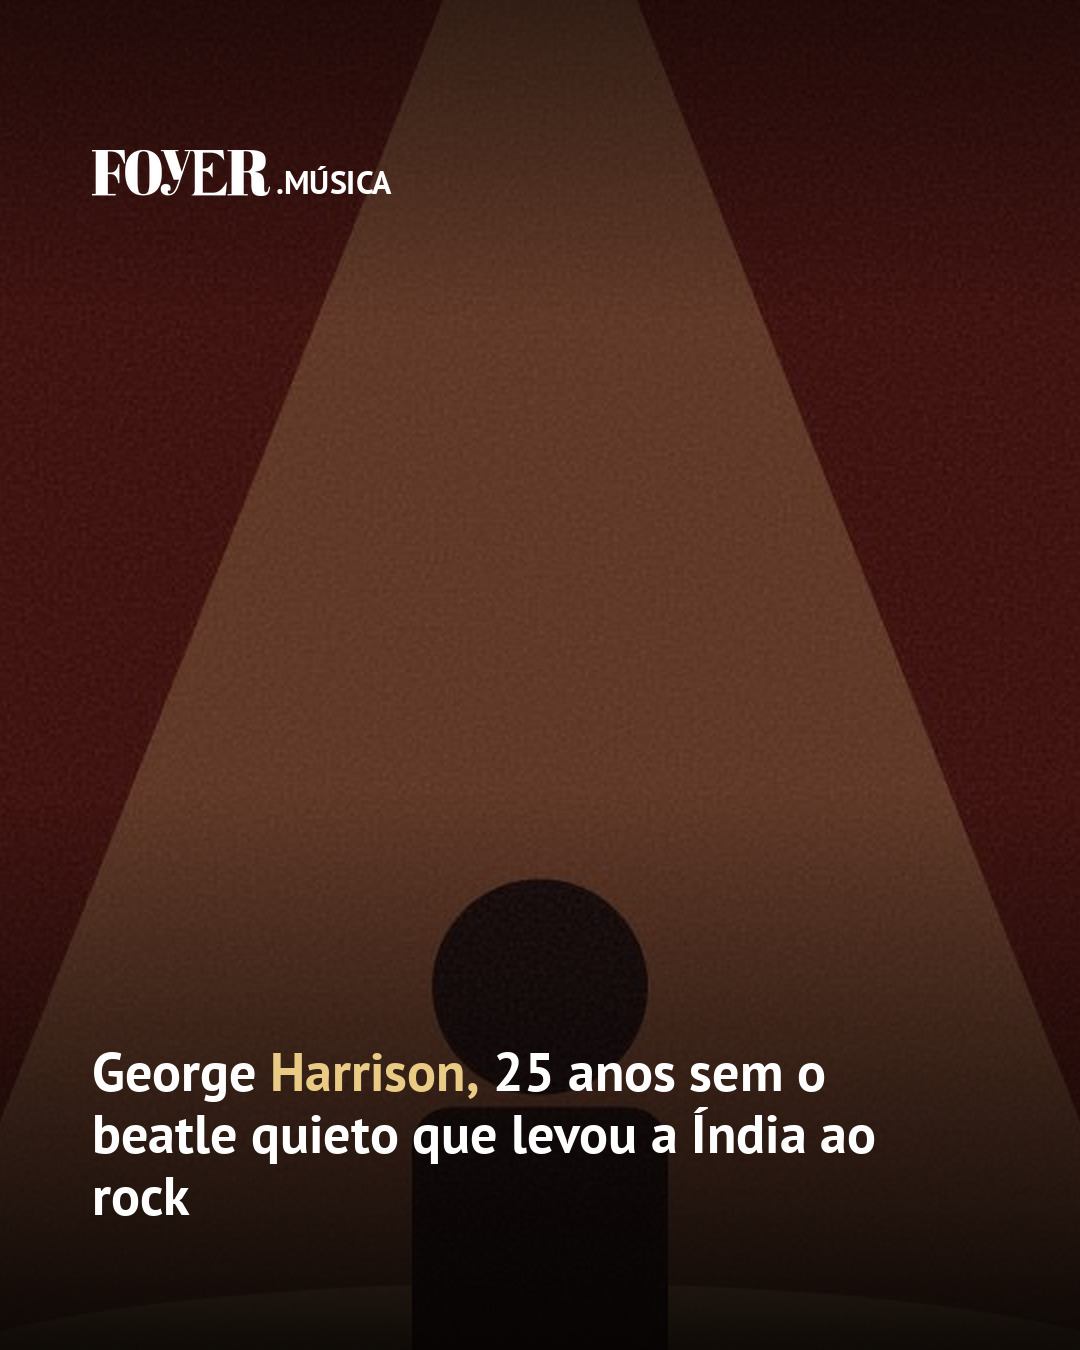 FOYER .MÚSICA
George Harrison, 25 anos sem o
beatle quieto que levou a Índia ao
rock